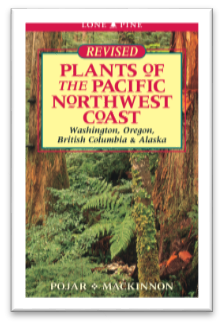 LONE PINE
REVISED
PLANTS OF
THE PACIFIC
NORTHWEST
COAST
Washington, Oregon,
British Columbia & Alaska
POJAR ❖ MACKINNON